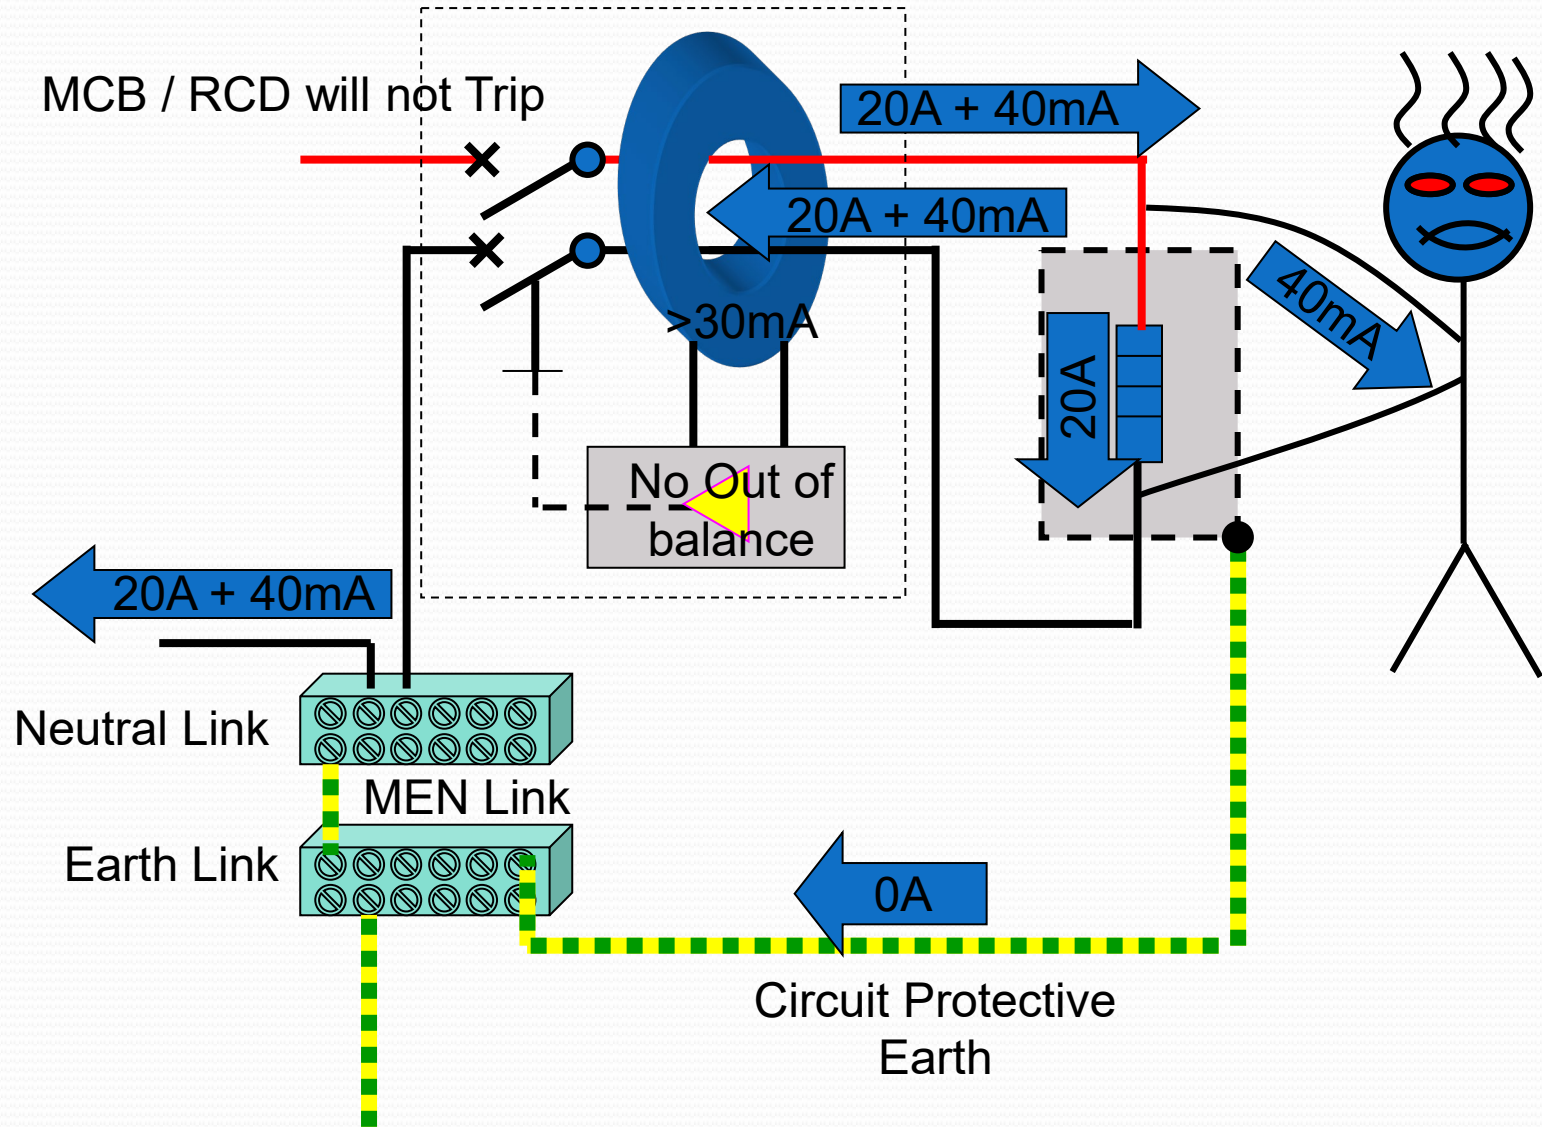 MCB / RCD will not Trip
20A + 40mA
20A + 40mA
40mA
>30mA
20A
No Out of
balance
20A + 40mA
Neutral Link
MEN Link
Earth Link
0A
Circuit Protective
Earth